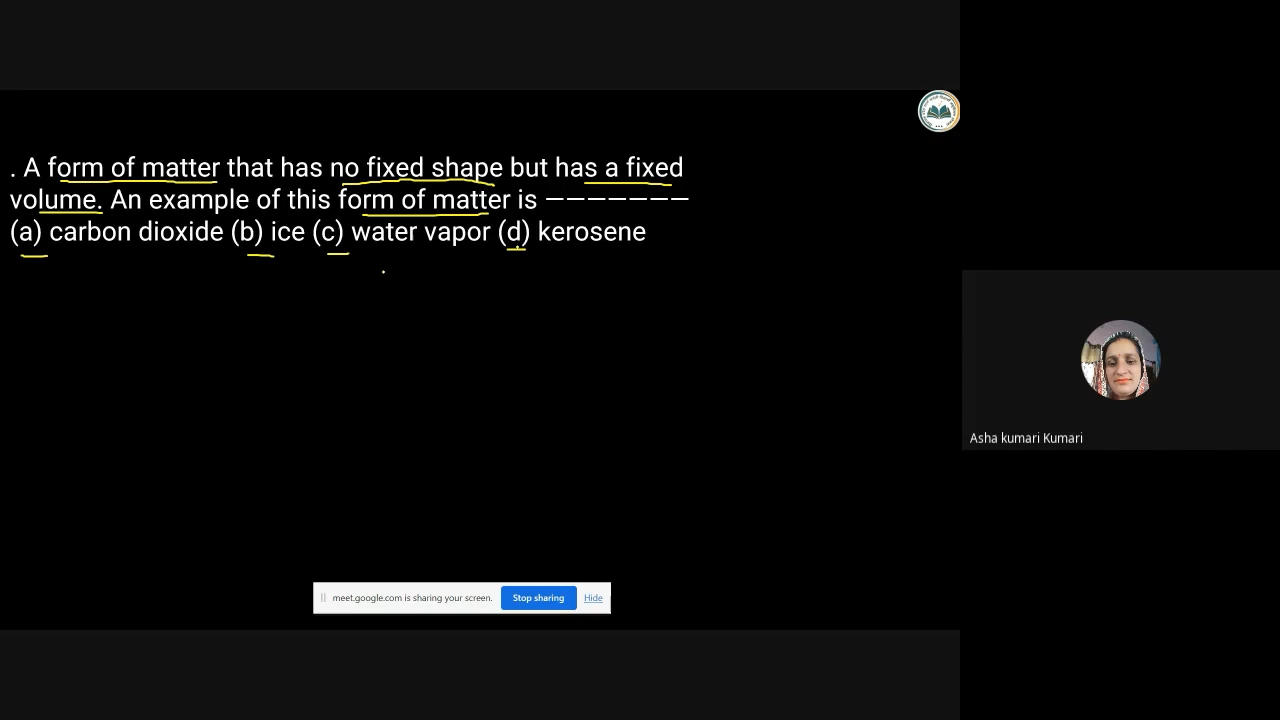 . A form of matter that has no fixed shape but has a fixed
volume. An example of this form of matter is −−−−−−−
(a) carbon dioxide (b) ice (c) water vapor (d) kerosene
Asha kumari Kumari
meet.google.com is sharing your screen. Stop sharing Hide